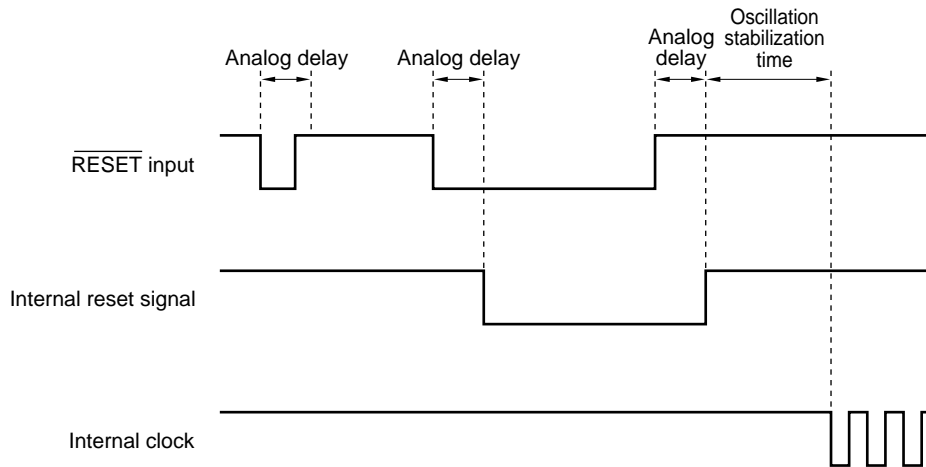 Oscillation
stabilization
time
Analog
delay
Analog delay
Analog delay
RESET input
Internal reset signal
Internal clock